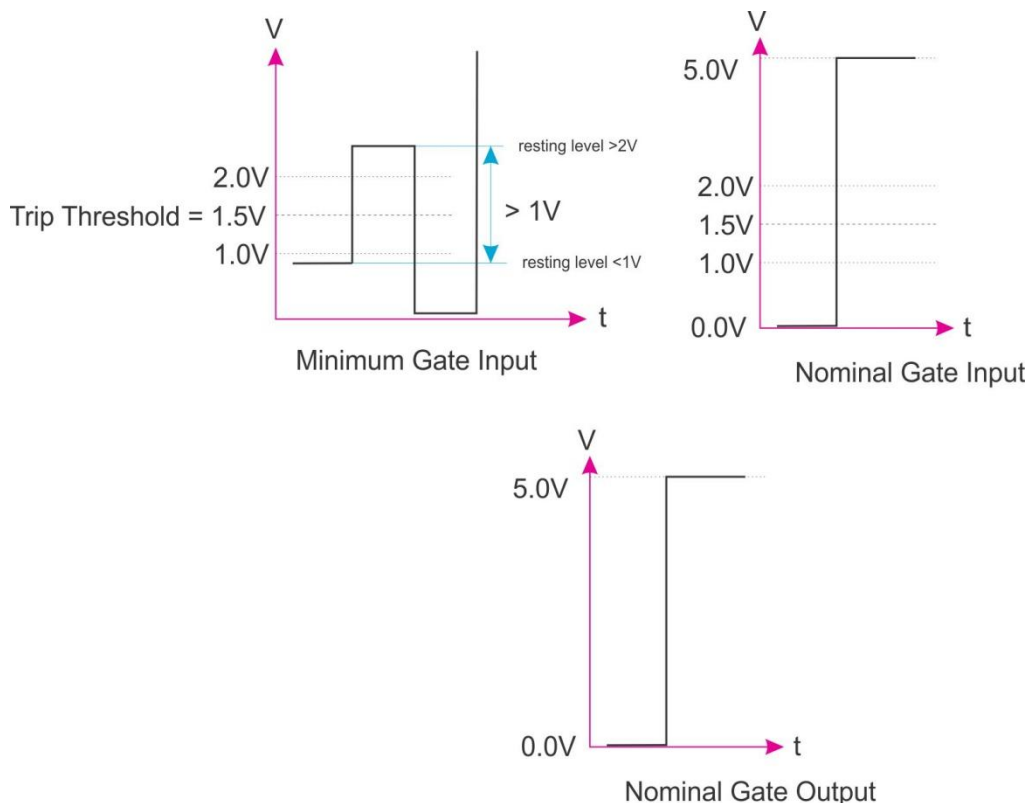 V
resting level >2V
2.0V
Trip Threshold = 1.5V
> 1V
1.0V
resting level <1V
t
Minimum Gate Input
V
5.0V
2.0V
1.5V
1.0V
0.0V
t
Nominal Gate Input
V
5.0V
0.0V
t
Nominal Gate Output